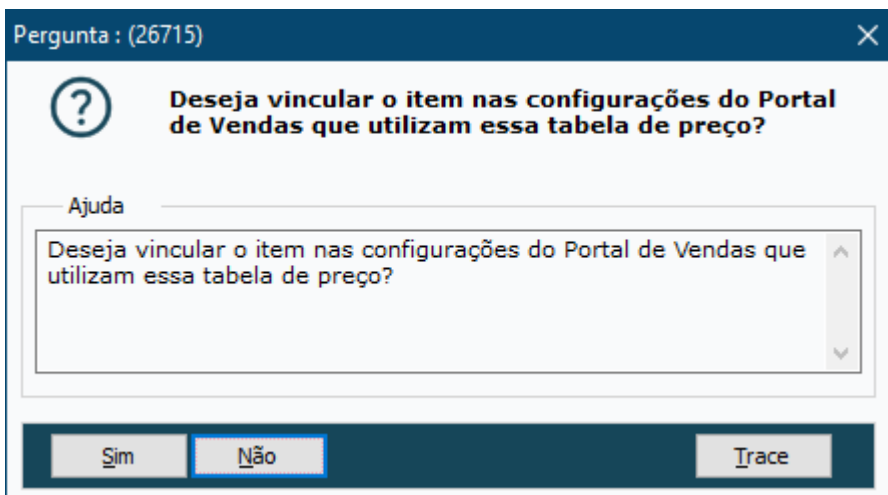 Pergunta : (26715)
Deseja vincular o item nas configurações do Portal
de Vendas que utilizam essa tabela de preço?
Ajuda
Deseja vincular o item nas configurações do Portal de Vendas que
utilizam essa tabela de preço?
Sim Não Trace